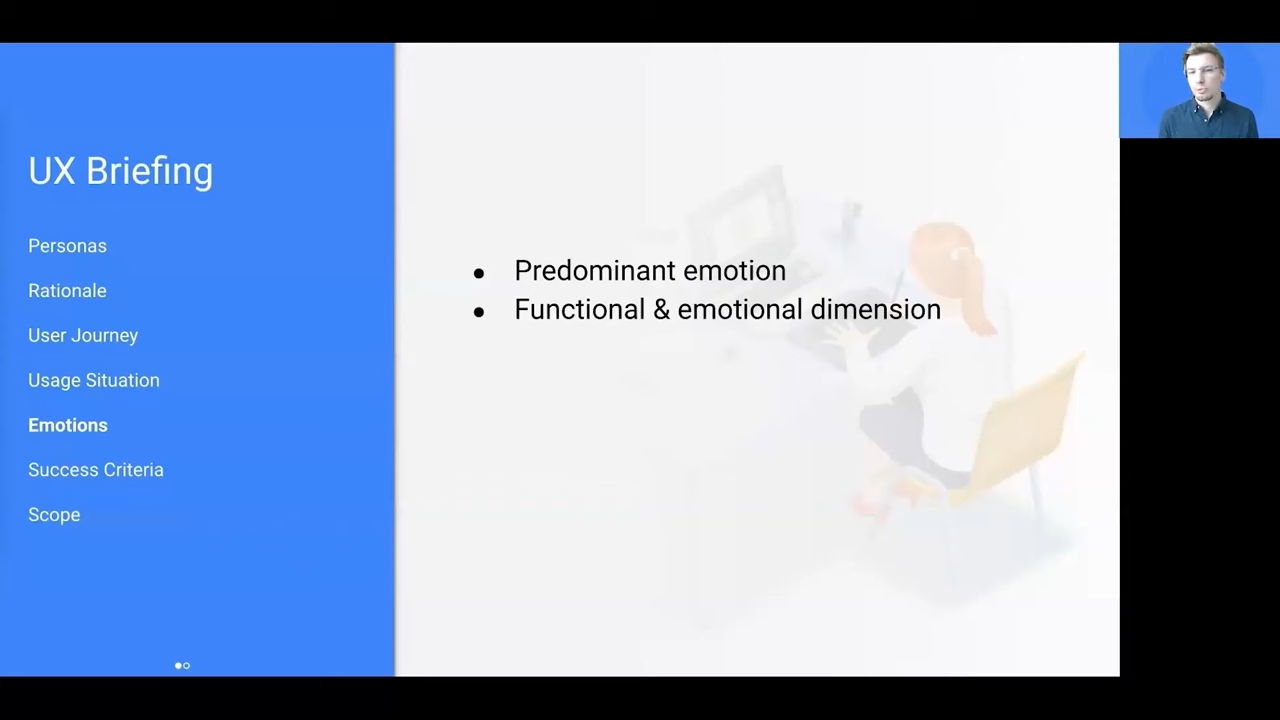 UX Briefing
Personas
Rationale
User Journey
Usage Situation
Emotions
Success Criteria
Scope
● Predominant emotion
● Functional & emotional dimension